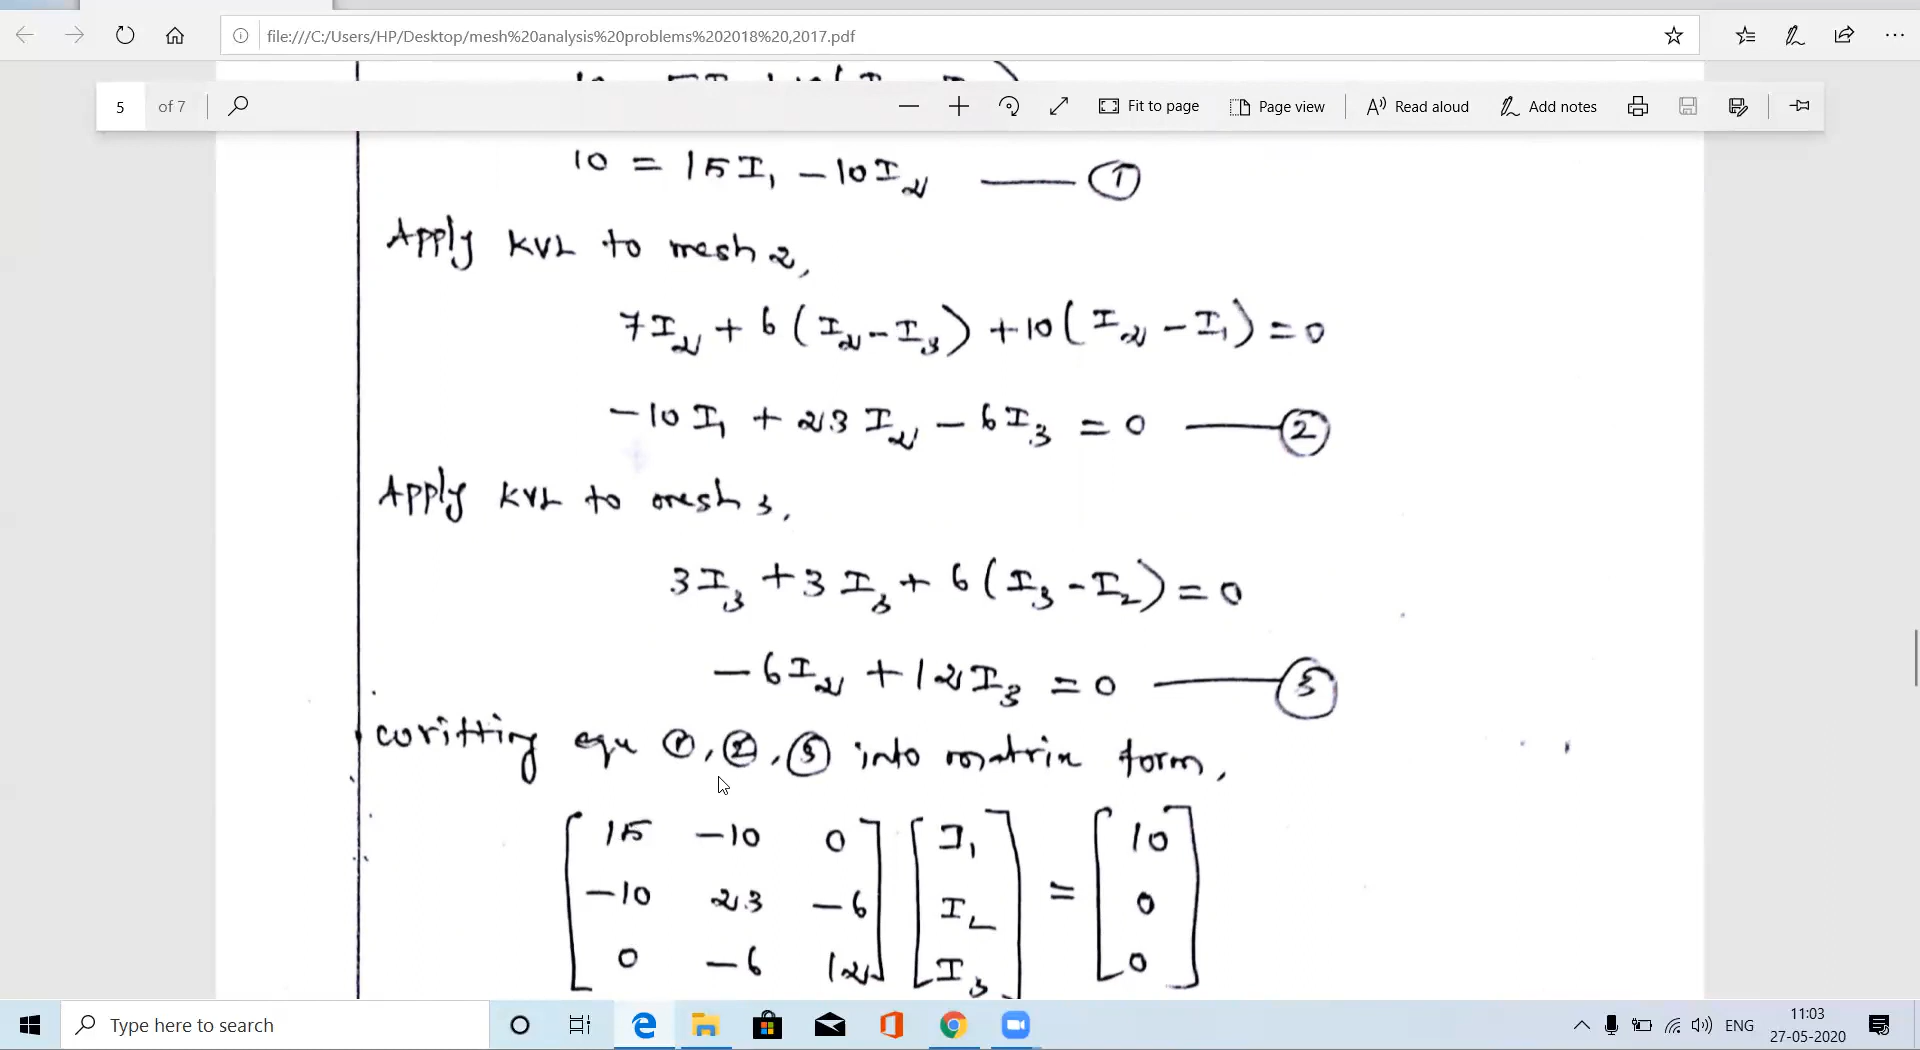 file:///C:/Users/HP/Desktop/mesh%20analysis%20problems%202018%20,2017.pdf
5 of 7 Fit to page Page view Read aloud Add notes
10 = 15I₁ - 10I₂ —— ①
Apply KVL to mesh 2,
7I₂ + 6(I₂ - I₃) + 10(I₂ - I₁) = 0
-10I₁ + 23I₂ - 6I₃ = 0 —— ②
Apply KVL to mesh 3,
3I₃ + 3I₃ + 6(I₃ - I₂) = 0
-6I₂ + 12I₃ = 0 —— ③
writting equ ①, ②, ③ into matrix form,
[15 -10 0] [I₁] = [10]
[-10 23 -6] [I₂] [0]
[0 -6 12] [I₃] [0]
Type here to search
ENG
11:03
27-05-2020